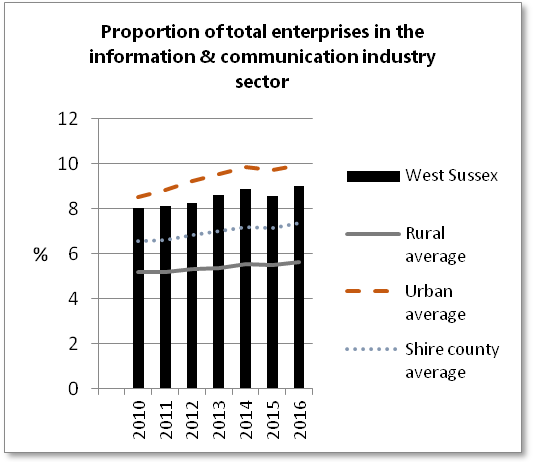 Proportion of total enterprises in the
information & communication industry
sector
12
10
8
6
4
2
0
%
2010
2011
2012
2013
2014
2015
2016
West Sussex
Rural
average
Urban
average
Shire county
average